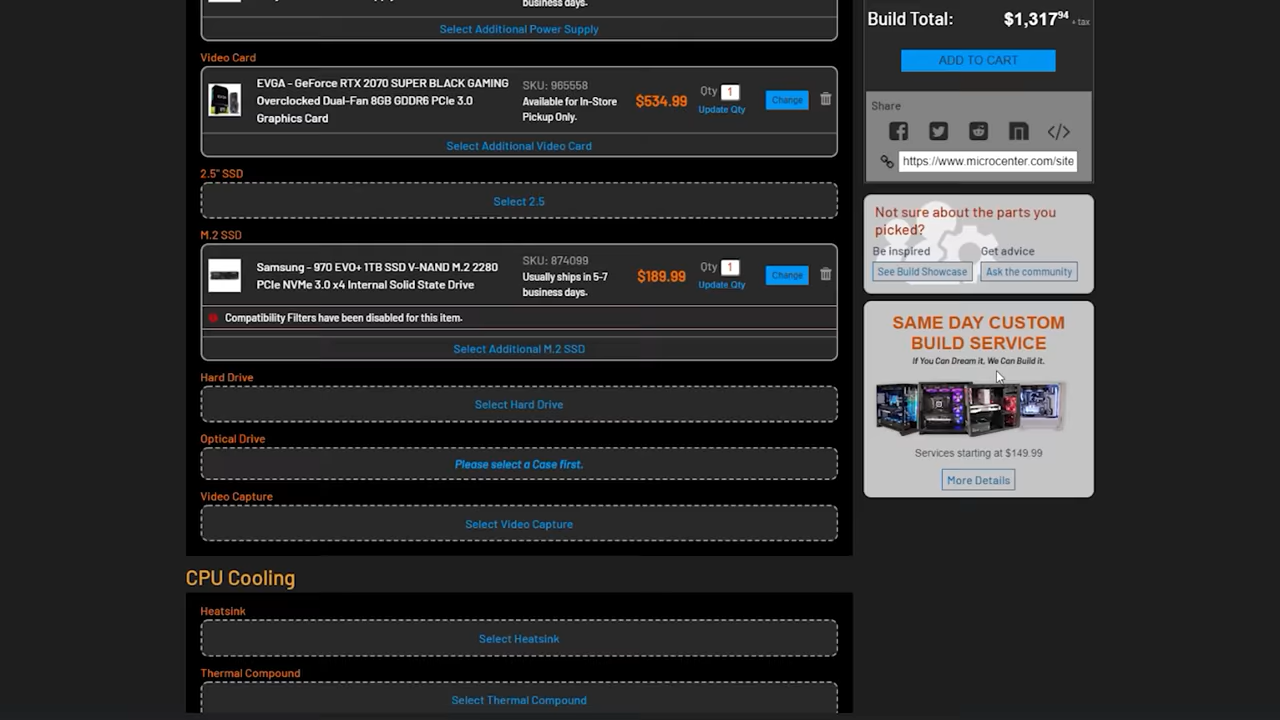 business days.
Select Additional Power Supply
Video Card
EVGA - GeForce RTX 2070 SUPER BLACK GAMING
Overclocked Dual-Fan 8GB GDDR6 PCIe 3.0
Graphics Card
SKU: 965558
Available for In-Store
Pickup Only.
$534.99
Qty 1
Update Qty
Change
Select Additional Video Card
2.5" SSD
Select 2.5
M.2 SSD
Samsung - 970 EVO+ 1TB SSD V-NAND M.2 2280
PCIe NVMe 3.0 x4 Internal Solid State Drive
SKU: 874099
Usually ships in 5-7
business days.
$189.99
Qty 1
Update Qty
Change
Compatibility Filters have been disabled for this item.
Select Additional M.2 SSD
Hard Drive
Select Hard Drive
Optical Drive
Please select a Case first.
Video Capture
Select Video Capture
CPU Cooling
Heatsink
Select Heatsink
Thermal Compound
Select Thermal Compound
Build Total: $1,317.94 + tax
ADD TO CART
Share
https://www.microcenter.com/site
Not sure about the parts you
picked?
Be inspired Get advice
See Build Showcase Ask the community
SAME DAY CUSTOM
BUILD SERVICE
If You Can Dream it, We Can Build it.
Services starting at $149.99
More Details